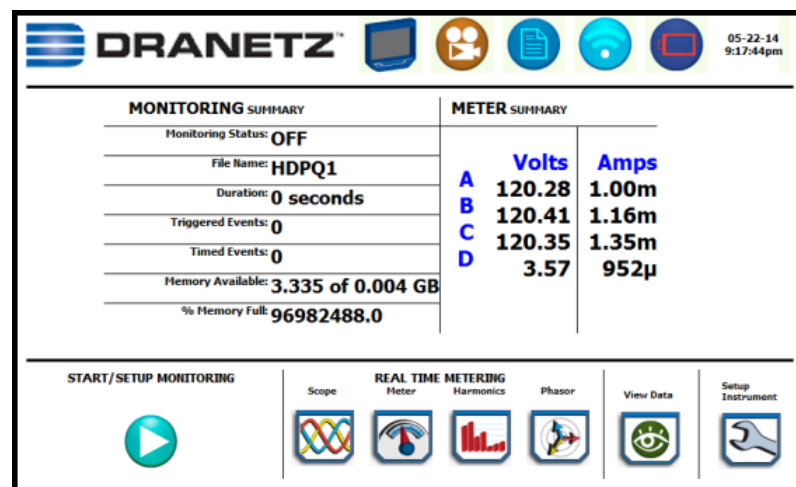 DRANETZ
05-22-14
9:17:44pm
MONITORING SUMMARY
Monitoring Status: OFF
File Name: HDPQ1
Duration: 0 seconds
Triggered Events: 0
Timed Events: 0
Memory Available: 3.335 of 0.004 GB
% Memory Full: 96982488.0
METER SUMMARY
Volts Amps
A 120.28 1.00m
B 120.41 1.16m
C 120.35 1.35m
D 3.57 952µ
START/SETUP MONITORING
REAL TIME METERING
Scope Meter Harmonics Phasor
View Data
Setup
Instrument